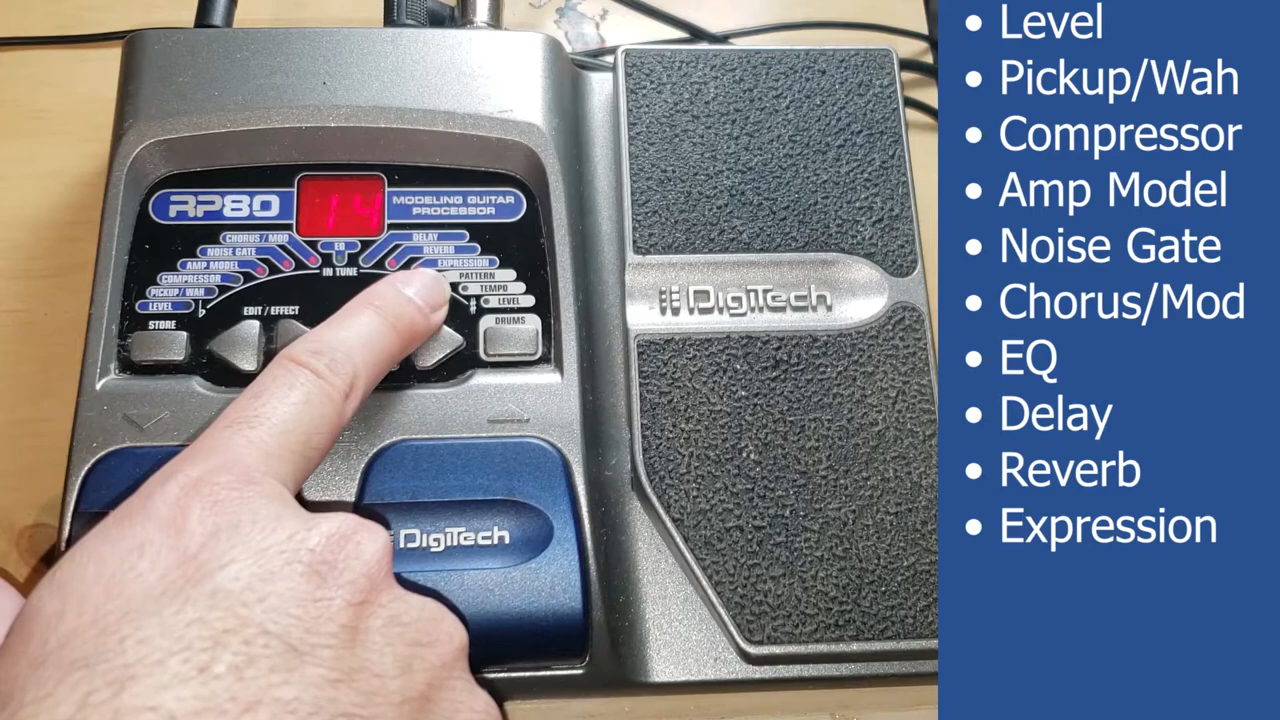 RP80
14
MODELING GUITAR
PROCESSOR
CHORUS / MOD
NOISE GATE
AMP MODEL
COMPRESSOR
PICKUP / WAH
LEVEL
EQ
DELAY
REVERB
EXPRESSION
IN TUNE
PATTERN
TEMPO
LEVEL
♭
#
STORE
EDIT / EFFECT
DRUMS
DigiTech
DigiTech
• Level
• Pickup/Wah
• Compressor
• Amp Model
• Noise Gate
• Chorus/Mod
• EQ
• Delay
• Reverb
• Expression